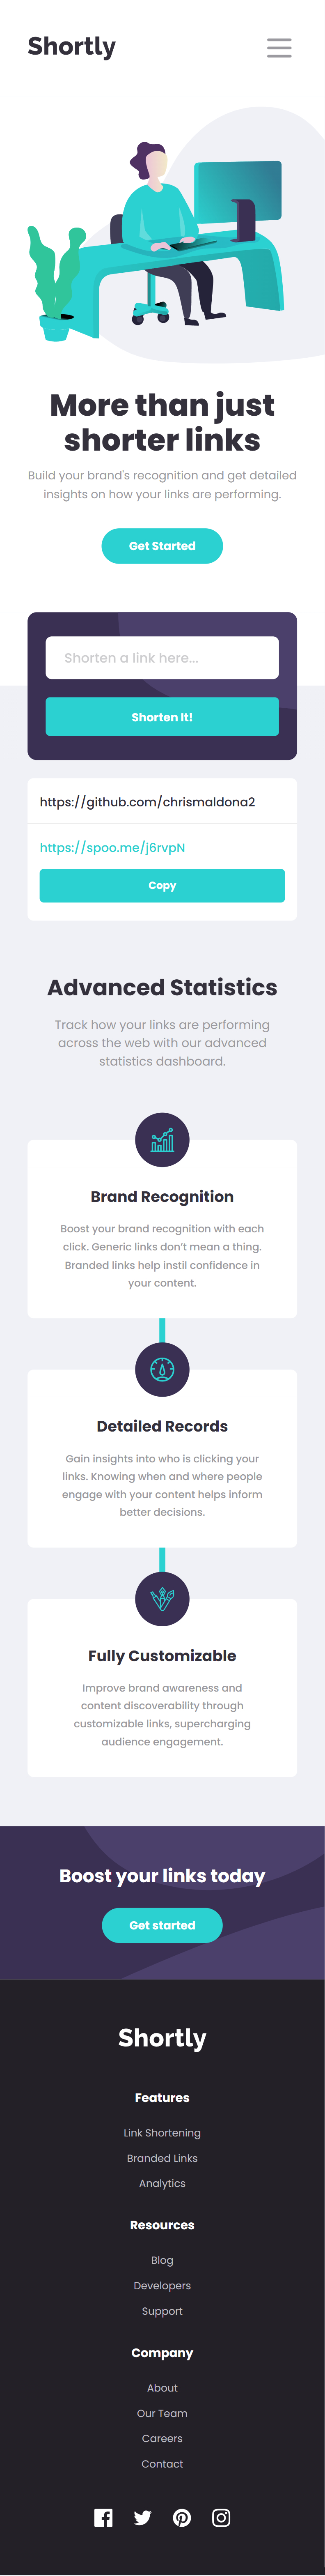 Shortly
More than just
shorter links
Build your brand's recognition and get detailed
insights on how your links are performing.
Get Started
Shorten a link here...
Shorten It!
https://github.com/chrismaldona2
https://spoo.me/j6rvpN
Copy
Advanced Statistics
Track how your links are performing
across the web with our advanced
statistics dashboard.
Brand Recognition
Boost your brand recognition with each
click. Generic links don't mean a thing.
Branded links help instil confidence in
your content.
Detailed Records
Gain insights into who is clicking your
links. Knowing when and where people
engage with your content helps inform
better decisions.
Fully Customizable
Improve brand awareness and
content discoverability through
customizable links, supercharging
audience engagement.
Boost your links today
Get started
Shortly
Features
Link Shortening
Branded Links
Analytics
Resources
Blog
Developers
Support
Company
About
Our Team
Careers
Contact